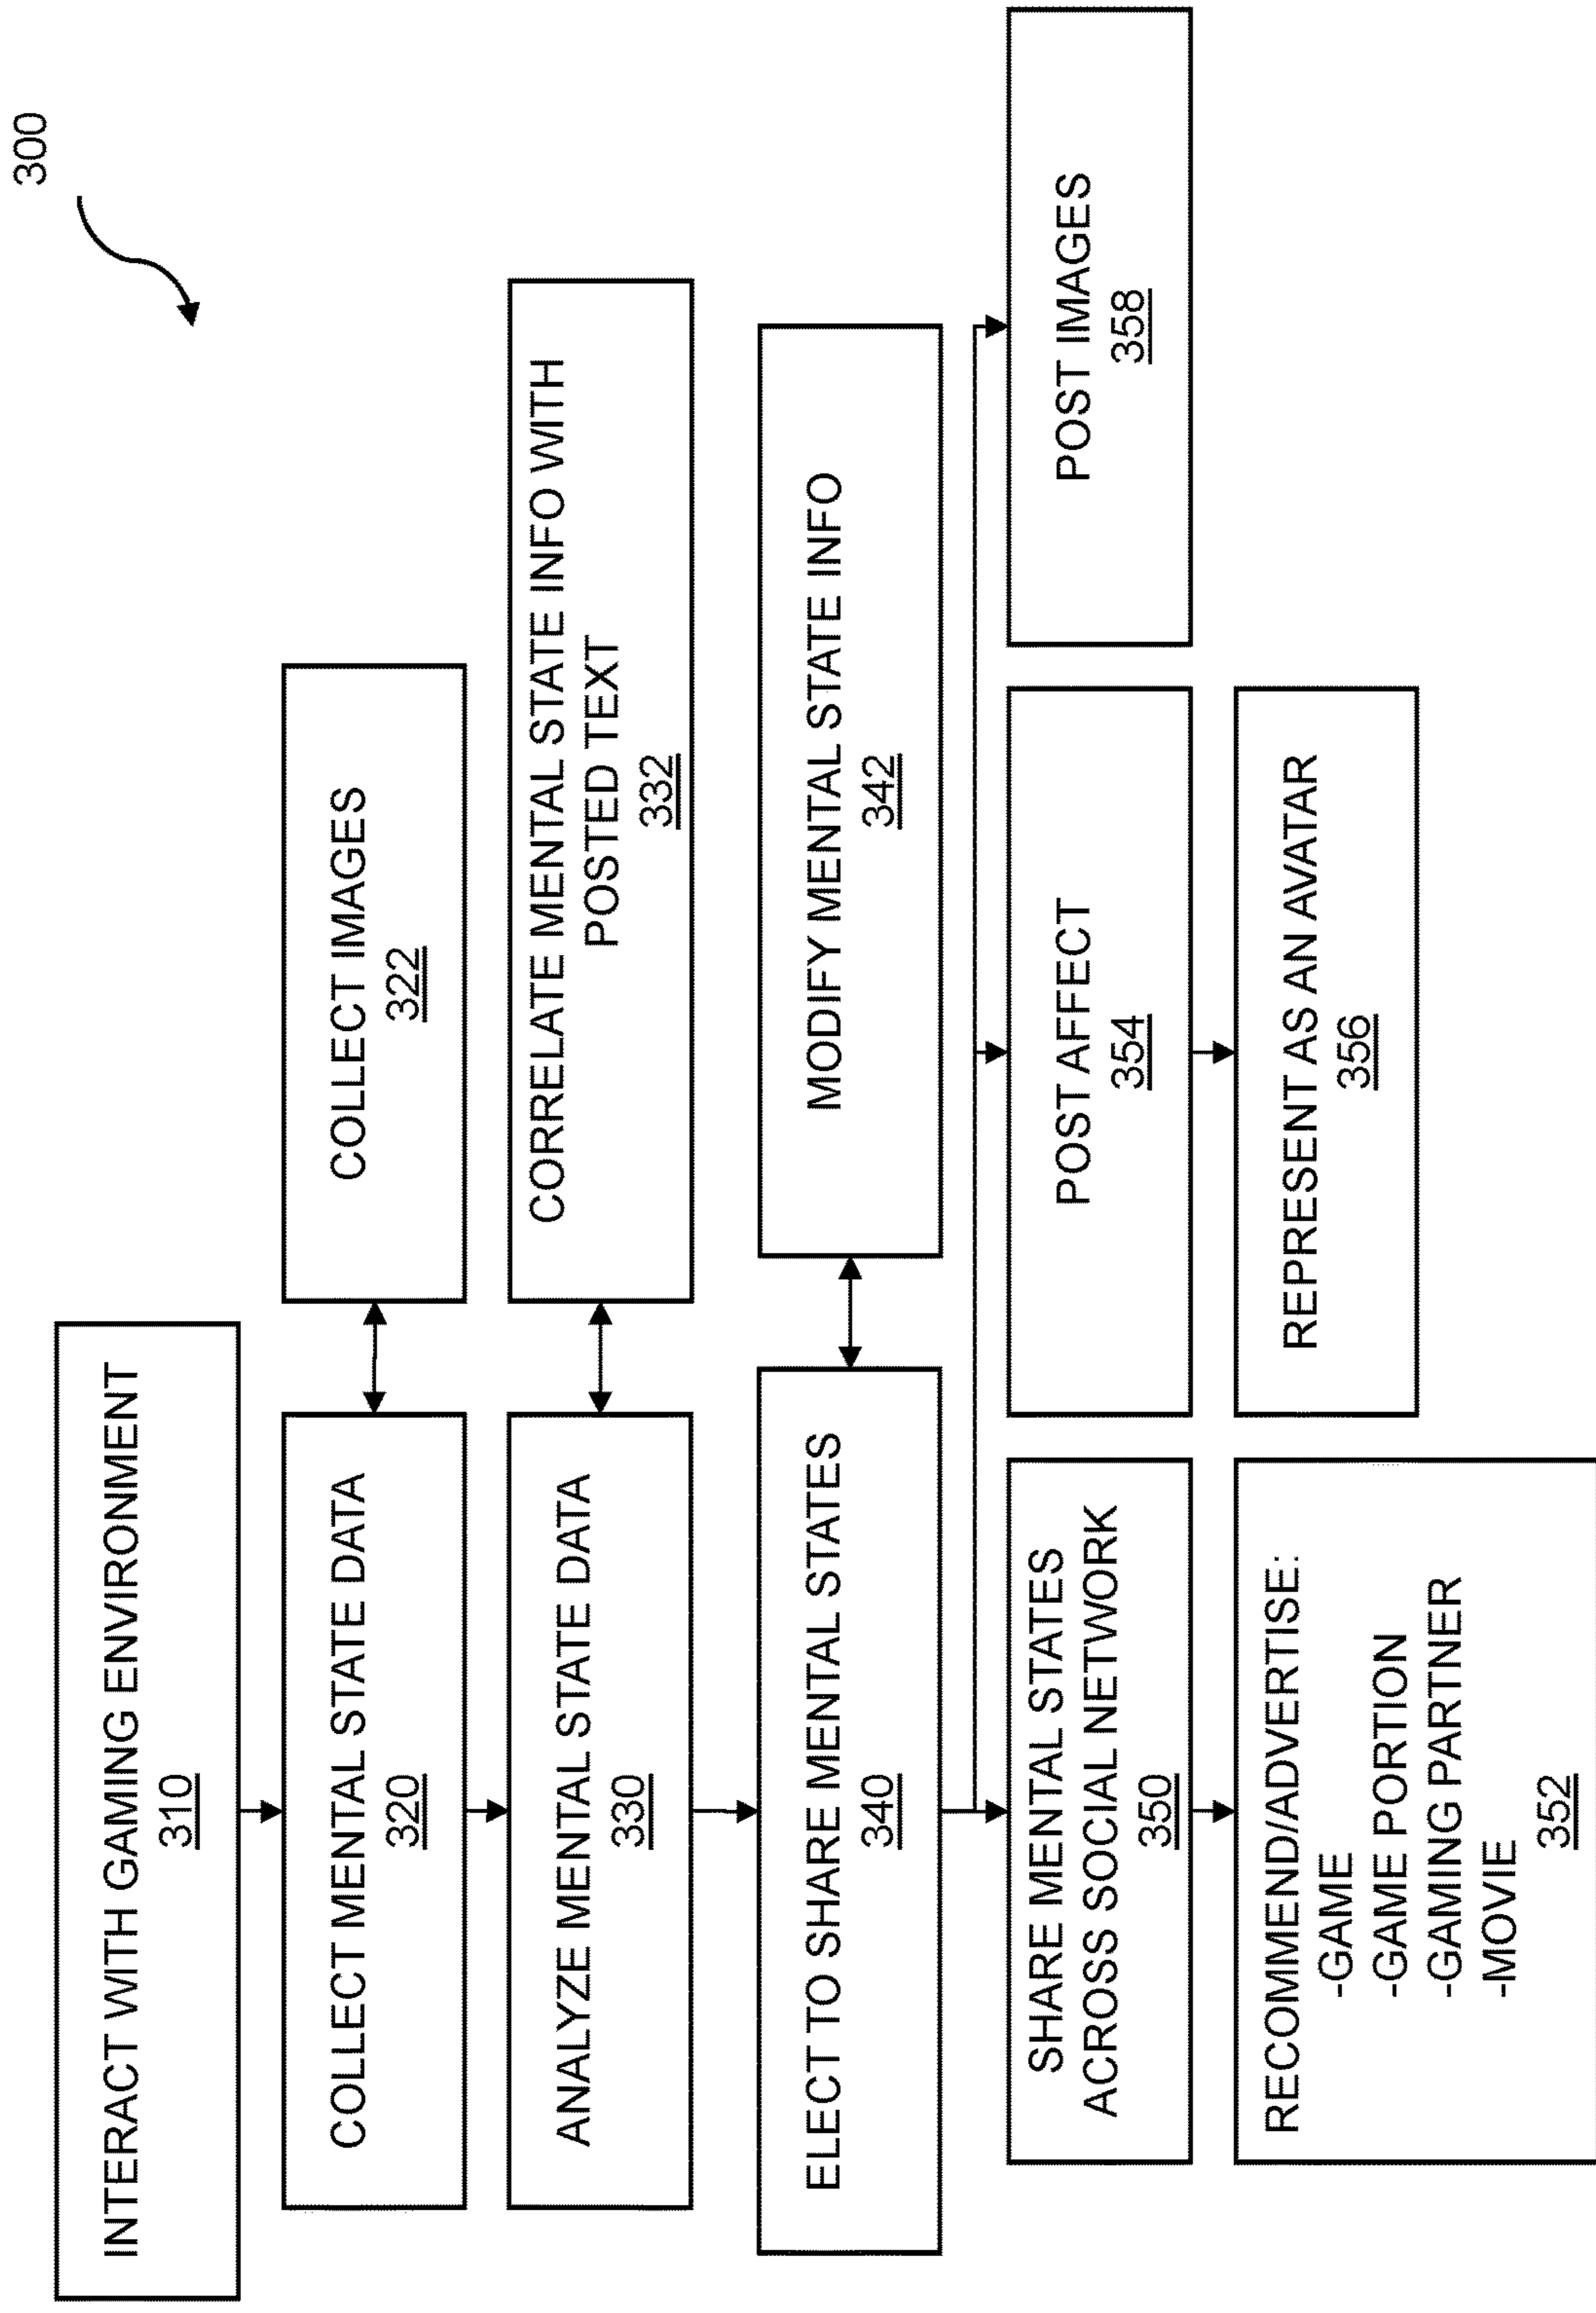 300
INTERACT WITH GAMING ENVIRONMENT
310
COLLECT MENTAL STATE DATA
320
COLLECT IMAGES
322
ANALYZE MENTAL STATE DATA
330
CORRELATE MENTAL STATE INFO WITH
POSTED TEXT
332
ELECT TO SHARE MENTAL STATES
340
MODIFY MENTAL STATE INFO
342
SHARE MENTAL STATES
ACROSS SOCIAL NETWORK
350
POST AFFECT
354
POST IMAGES
358
RECOMMEND/ADVERTISE:
-GAME
-GAME PORTION
-GAMING PARTNER
-MOVIE
352
REPRESENT AS AN AVATAR
356